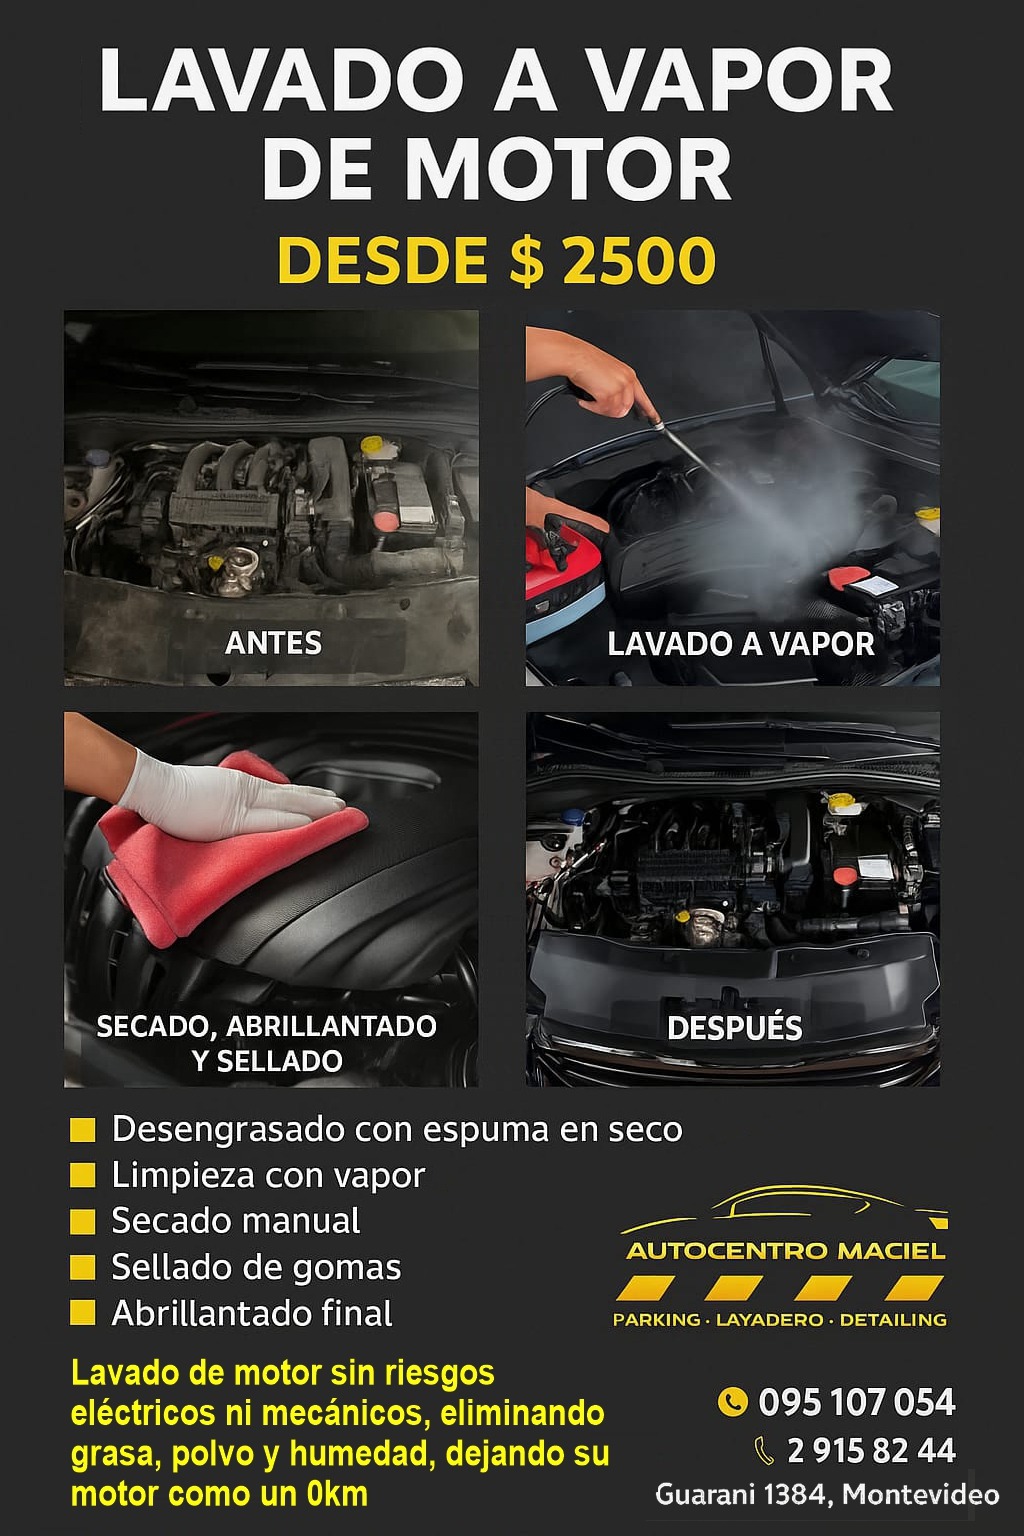 LAVADO A VAPOR
DE MOTOR
DESDE $ 2500
ANTES
LAVADO A VAPOR
SECADO, ABRILLANTADO
Y SELLADO
DESPUÉS
Desengrasado con espuma en seco
Limpieza con vapor
Secado manual
Sellado de gomas
Abrillantado final
AUTOCENTRO MACIEL
PARKING · LAYADERO · DETAILING
Lavado de motor sin riesgos
eléctricos ni mecánicos, eliminando
grasa, polvo y humedad, dejando su
motor como un 0km
095 107 054
2 915 82 44
Guarani 1384, Montevideo